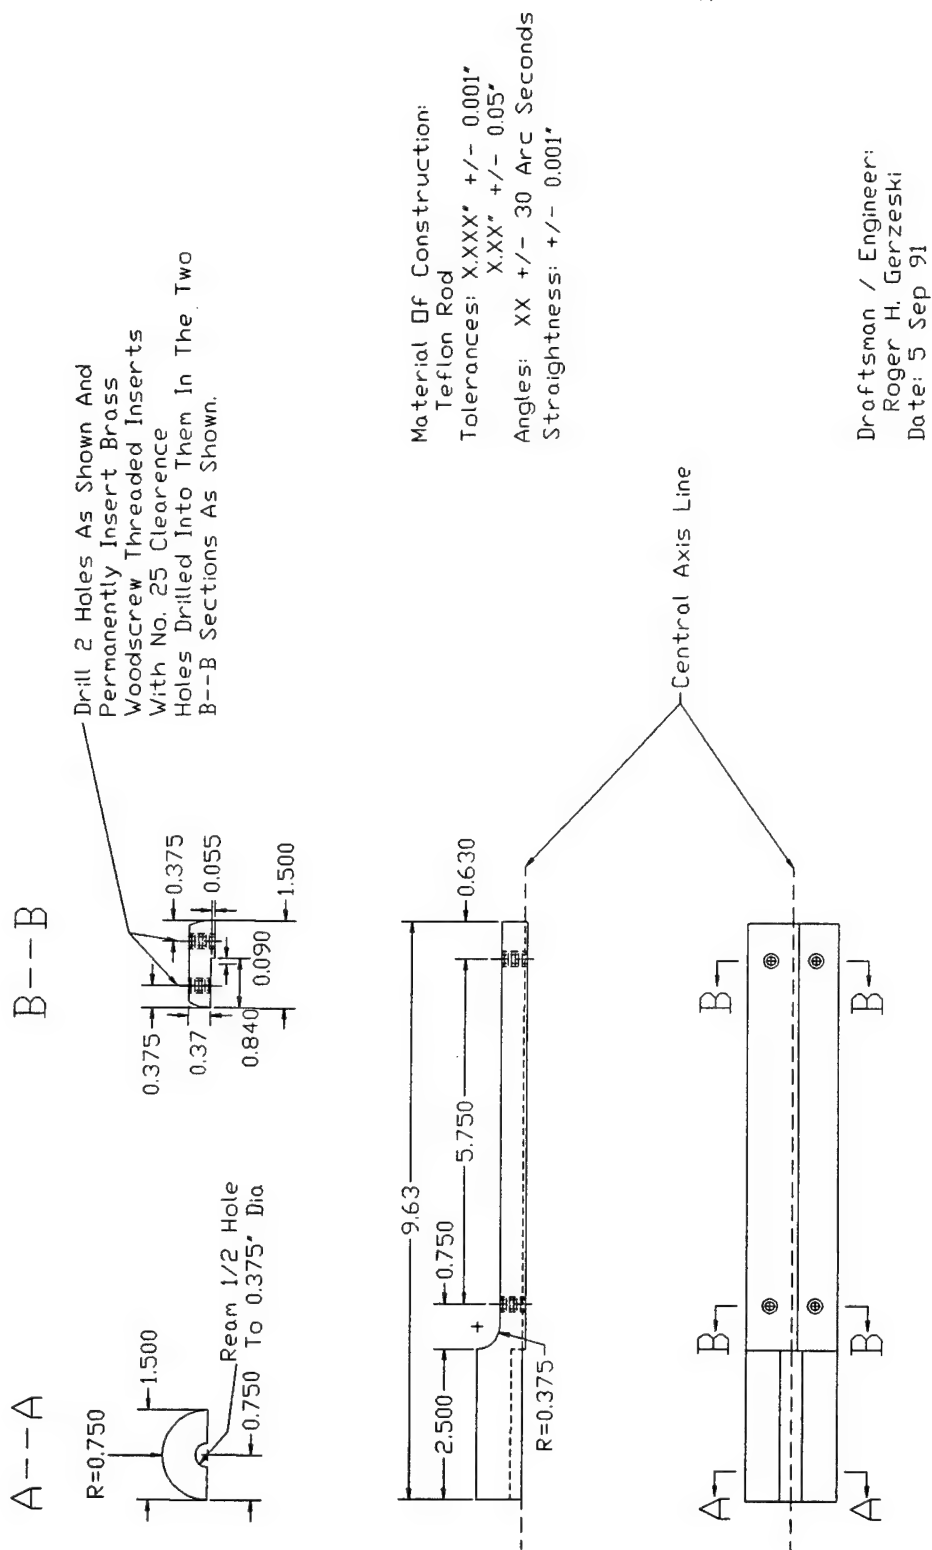 A---A
R=0.750
1.500
Ream 1/2 Hole
0.750 To 0.375" Dia
B---B
0.375
0.37
0.840
0.090
1.500
0.055
0.375
Drill 2 Holes As Shown And
Permanently Insert Brass
Woodscrew Threaded Inserts
With No. 25 Clearence
Holes Drilled Into Them In The Two
B---B Sections As Shown.
9.63
2.500
0.750
5.750
0.630
R=0.375
Material Of Construction:
Teflon Rod
Tolerances: X.XXX" +/- 0.001"
X.XX" +/- 0.05"
Angles: XX +/- 30 Arc Seconds
Straightness: +/- 0.001"
Central Axis Line
A
B
B
A
B
B
Draftsman / Engineer:
Roger H. Gerzeski
Date: 5 Sep 91